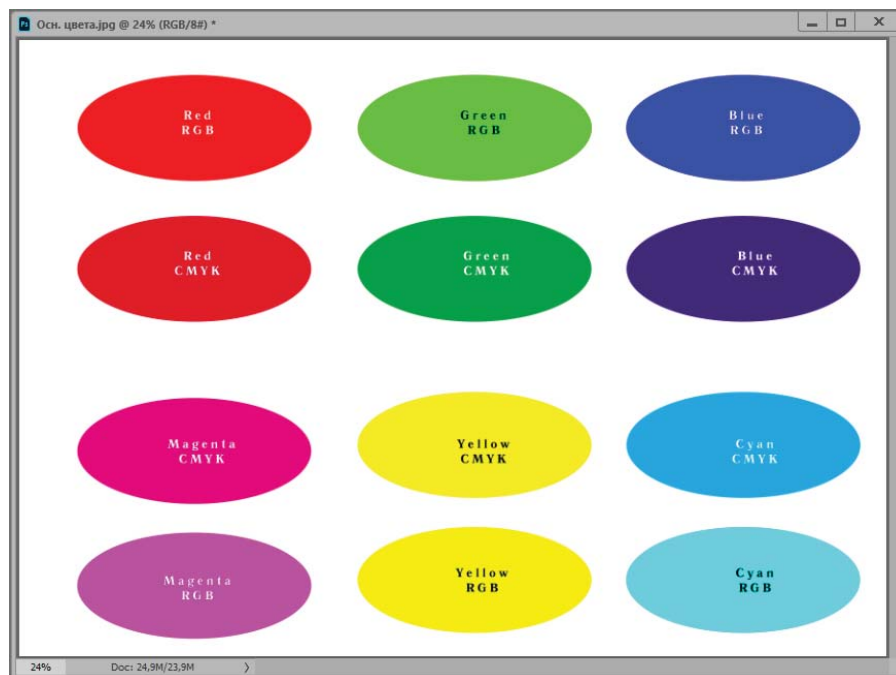 Ps Осн. цвета.jpg @ 24% (RGB/8#) *
Red
RGB
Green
RGB
Blue
RGB
Red
CMYK
Green
CMYK
Blue
CMYK
Magenta
CMYK
Yellow
CMYK
Cyan
CMYK
Magenta
RGB
Yellow
RGB
Cyan
RGB
24% Doc: 24,9M/23,9M